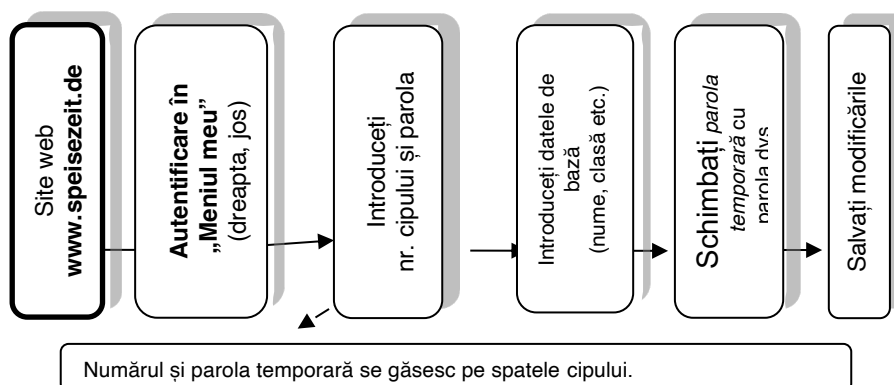 Site web
www.speisezeit.de
Autentificare în
„Meniul meu”
(dreapta, jos)
Introduceți
nr. cipului și parola
Introduceți datele de
bază
(nume, clasă etc.)
Schimbați parola
temporară cu
parola dvs
Salvați modificările
Numărul și parola temporară se găsesc pe spatele cipului.